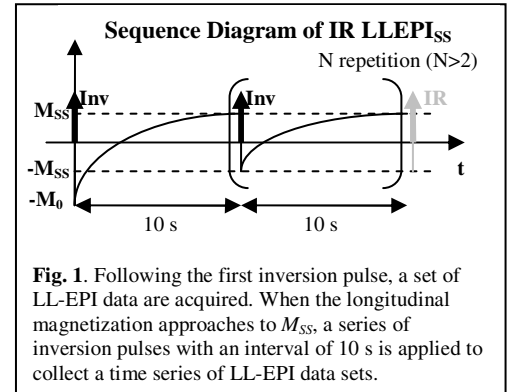 Sequence Diagram of IR LLEPISS
N repetition (N>2)
Inv Inv IR
MSS
-MSS t
-M0
10 s 10 s
Fig. 1. Following the first inversion pulse, a set of
LL-EPI data are acquired. When the longitudinal
magnetization approaches to MSS, a series of
inversion pulses with an interval of 10 s is applied to
collect a time series of LL-EPI data sets.